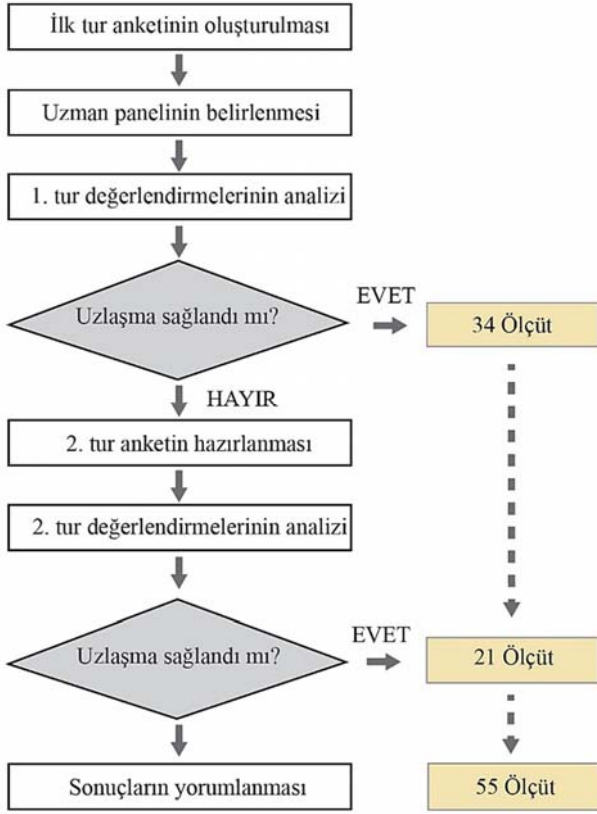 İlk tur anketinin oluşturulması
Uzman panelinin belirlenmesi
1. tur değerlendirmelerinin analizi
Uzlaşma sağlandı mı?
EVET
34 Ölçüt
HAYIR
2. tur anketin hazırlanması
2. tur değerlendirmelerinin analizi
Uzlaşma sağlandı mı?
EVET
21 Ölçüt
Sonuçların yorumlanması
55 Ölçüt